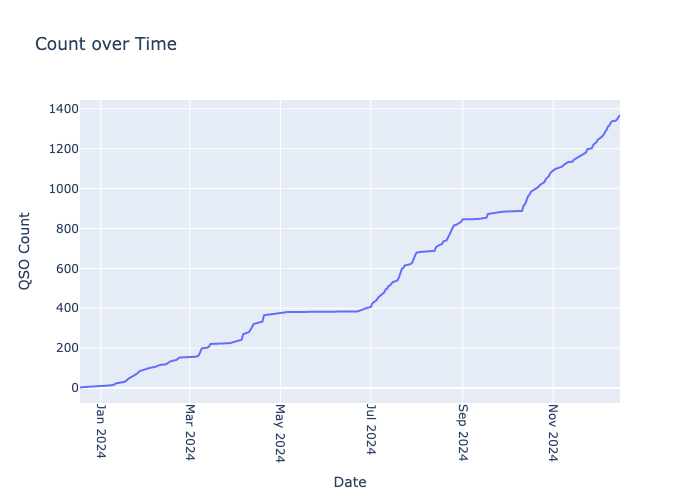 Count over Time
1400
1200
1000
800
600
400
200
0
QSO Count
Jan 2024
Mar 2024
May 2024
Jul 2024
Sep 2024
Nov 2024
Date